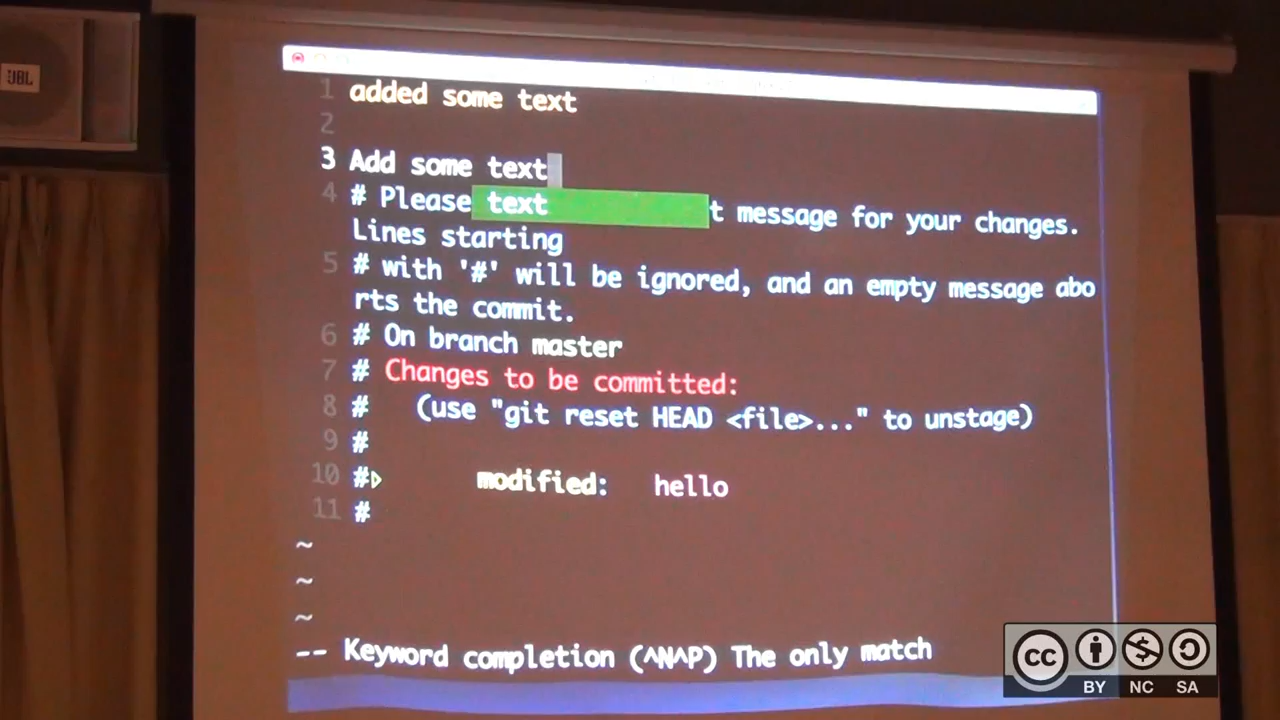 JBL
1 added some text
2
3 Add some text
4 # Please text t message for your changes.
Lines starting
5 # with '#' will be ignored, and an empty message abo
rts the commit.
6 # On branch master
7 # Changes to be committed:
8 # (use "git reset HEAD <file>..." to unstage)
9 #
10 #▷ modified: hello
11 #
~
~
~
-- Keyword completion (^N^P) The only match
cc
BY NC SA